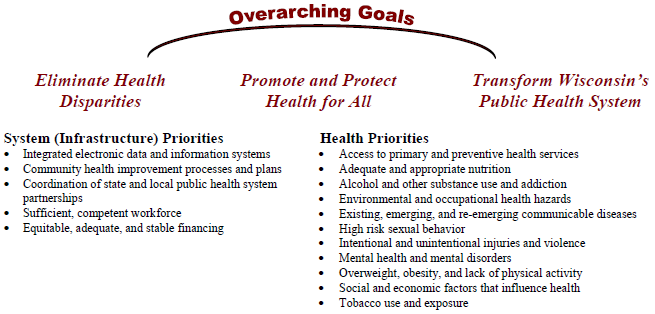 Overarching Goals
Eliminate Health
Disparities
Promote and Protect
Health for All
Transform Wisconsin's
Public Health System
System (Infrastructure) Priorities
• Integrated electronic data and information systems
• Community health improvement processes and plans
• Coordination of state and local public health system
partnerships
• Sufficient, competent workforce
• Equitable, adequate, and stable financing
Health Priorities
• Access to primary and preventive health services
• Adequate and appropriate nutrition
• Alcohol and other substance use and addiction
• Environmental and occupational health hazards
• Existing, emerging, and re-emerging communicable diseases
• High risk sexual behavior
• Intentional and unintentional injuries and violence
• Mental health and mental disorders
• Overweight, obesity, and lack of physical activity
• Social and economic factors that influence health
• Tobacco use and exposure